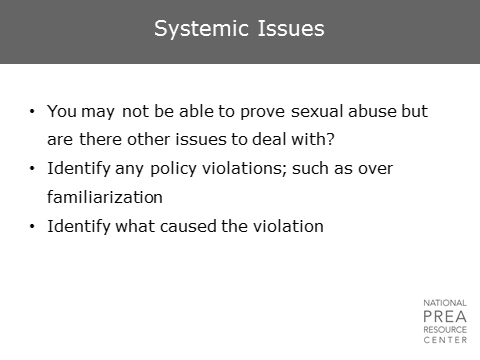 Systemic Issues
• You may not be able to prove sexual abuse but
are there other issues to deal with?
• Identify any policy violations; such as over
familiarization
• Identify what caused the violation
NATIONAL
PREA
RESOURCE
CENTER